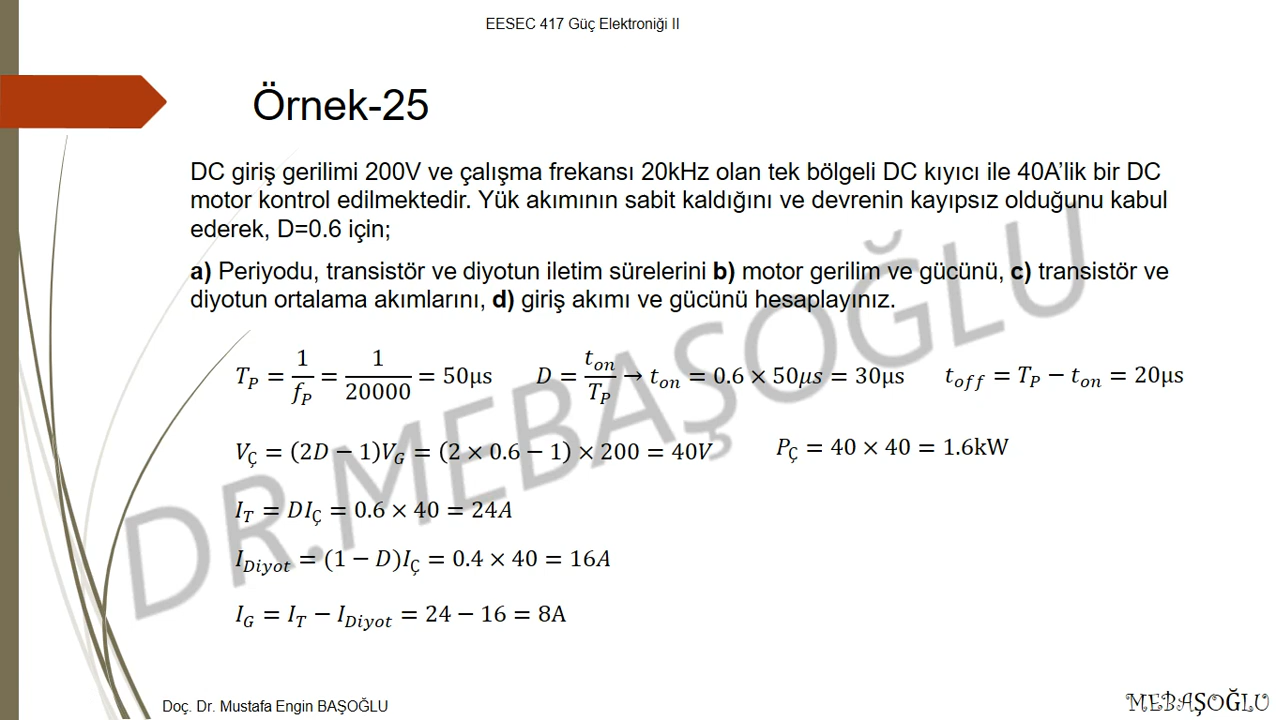 EESEC 417 Güç Elektroniği II
Örnek-25
DC giriş gerilimi 200V ve çalışma frekansı 20kHz olan tek bölgeli DC kıyıcı ile 40A’lik bir DC
motor kontrol edilmektedir. Yük akımının sabit kaldığını ve devrenin kayıpsız olduğunu kabul
ederek, D=0.6 için;
a) Periyodu, transistör ve diyotun iletim sürelerini b) motor gerilim ve gücünü, c) transistör ve
diyotun ortalama akımlarını, d) giriş akımı ve gücünü hesaplayınız.
T_P = 1/f_P = 1/20000 = 50μs D = t_on/T_P → t_on = 0.6 × 50μs = 30μs t_off = T_P − t_on = 20μs
V_Ç = (2D − 1)V_G = (2 × 0.6 − 1) × 200 = 40V P_Ç = 40 × 40 = 1.6kW
I_T = DI_Ç = 0.6 × 40 = 24A
I_Diyot = (1 − D)I_Ç = 0.4 × 40 = 16A
I_G = I_T − I_Diyot = 24 − 16 = 8A
DR.MEBAŞOĞLU
Doç. Dr. Mustafa Engin BAŞOĞLU
MEBAŞOĞLU